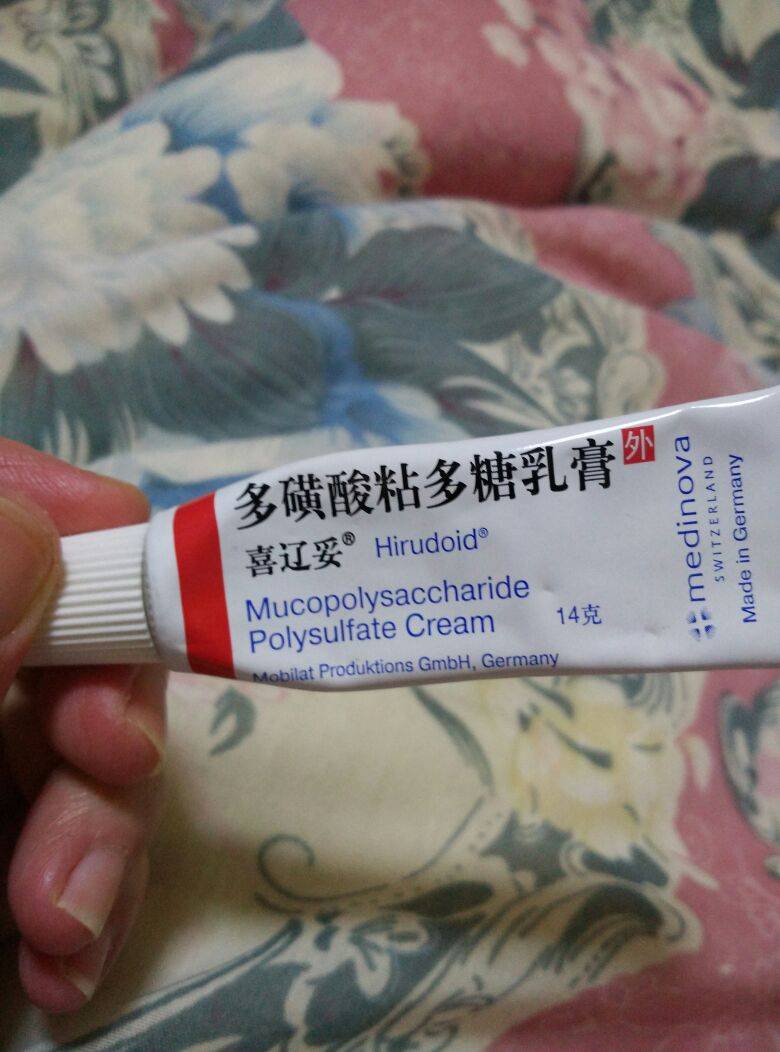 多磺酸粘多糖乳膏 外
喜辽妥® Hirudoid®
Mucopolysaccharide
Polysulfate Cream 14克
Mobilat Produktions GmbH, Germany
medinova
SWITZERLAND
Made in Germany